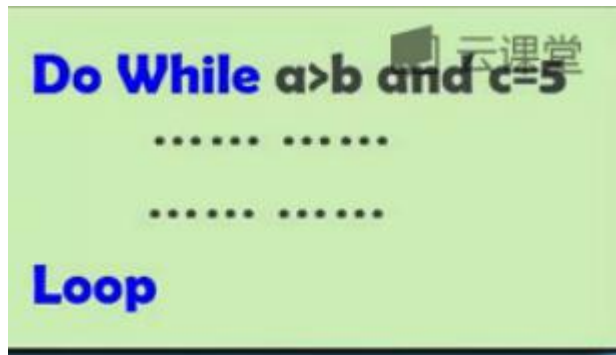 云课堂
Do While a>b and c=5
...... ......
...... ......
Loop